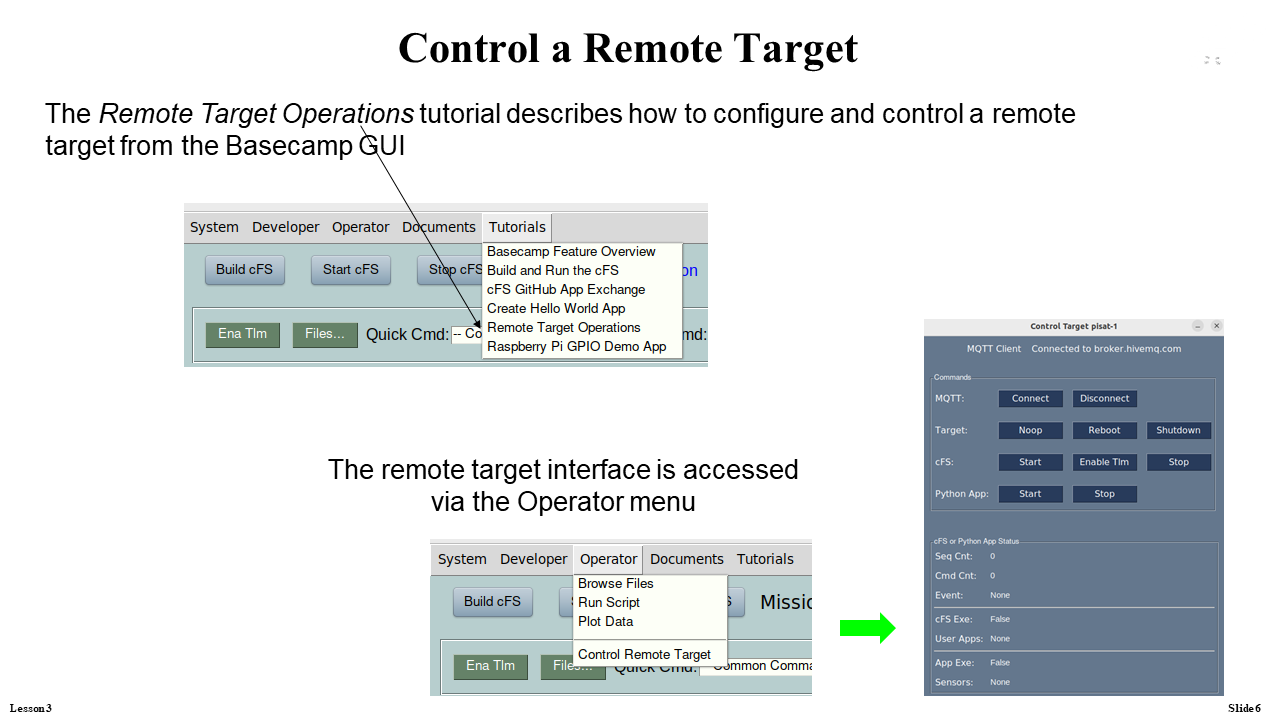 Control a Remote Target
The Remote Target Operations tutorial describes how to configure and control a remote
target from the Basecamp GUI
System Developer Operator Documents Tutorials
Basecamp Feature Overview
Build cFS Start cFS Stop cFS Build and Run the cFS
cFS GitHub App Exchange
Create Hello World App
Ena Tlm Files... Quick Cmd: -- Co Remote Target Operations md:
Raspberry Pi GPIO Demo App
Control Target pisat-1
MQTT Client Connected to broker.hivemq.com
Commands
MQTT: Connect Disconnect
Target: Noop Reboot Shutdown
cFS: Start Enable Tlm Stop
Python App: Start Stop
cFS or Python App Status
Seq Cnt: 0
Cmd Cnt: 0
Event: None
cFS Exe: False
User Apps: None
App Exe: False
Sensors: None
The remote target interface is accessed
via the Operator menu
System Developer Operator Documents Tutorials
Browse Files
Build cFS Run Script Missio
Plot Data
Control Remote Target
Ena Tlm Files... Quick Cmd: Common Comma
Lesson 3
Slide 6